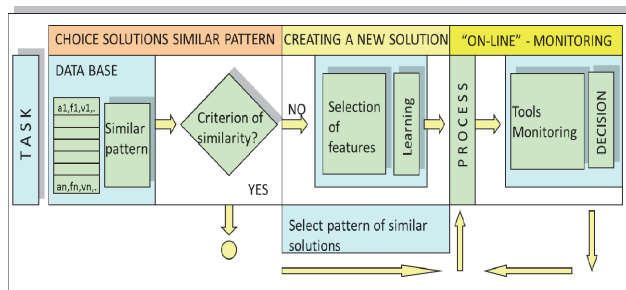 CHOICE SOLUTIONS SIMILAR PATTERN
CREATING A NEW SOLUTION
“ON-LINE” - MONITORING
TASK
DATA BASE
a1,f1,v1,.
an,fn,vn,.
Similar
pattern
Criterion of
similarity?
NO
YES
Selection
of
features
Learning
PROCESS
Tools
Monitoring
DECISION
Select pattern of similar
solutions